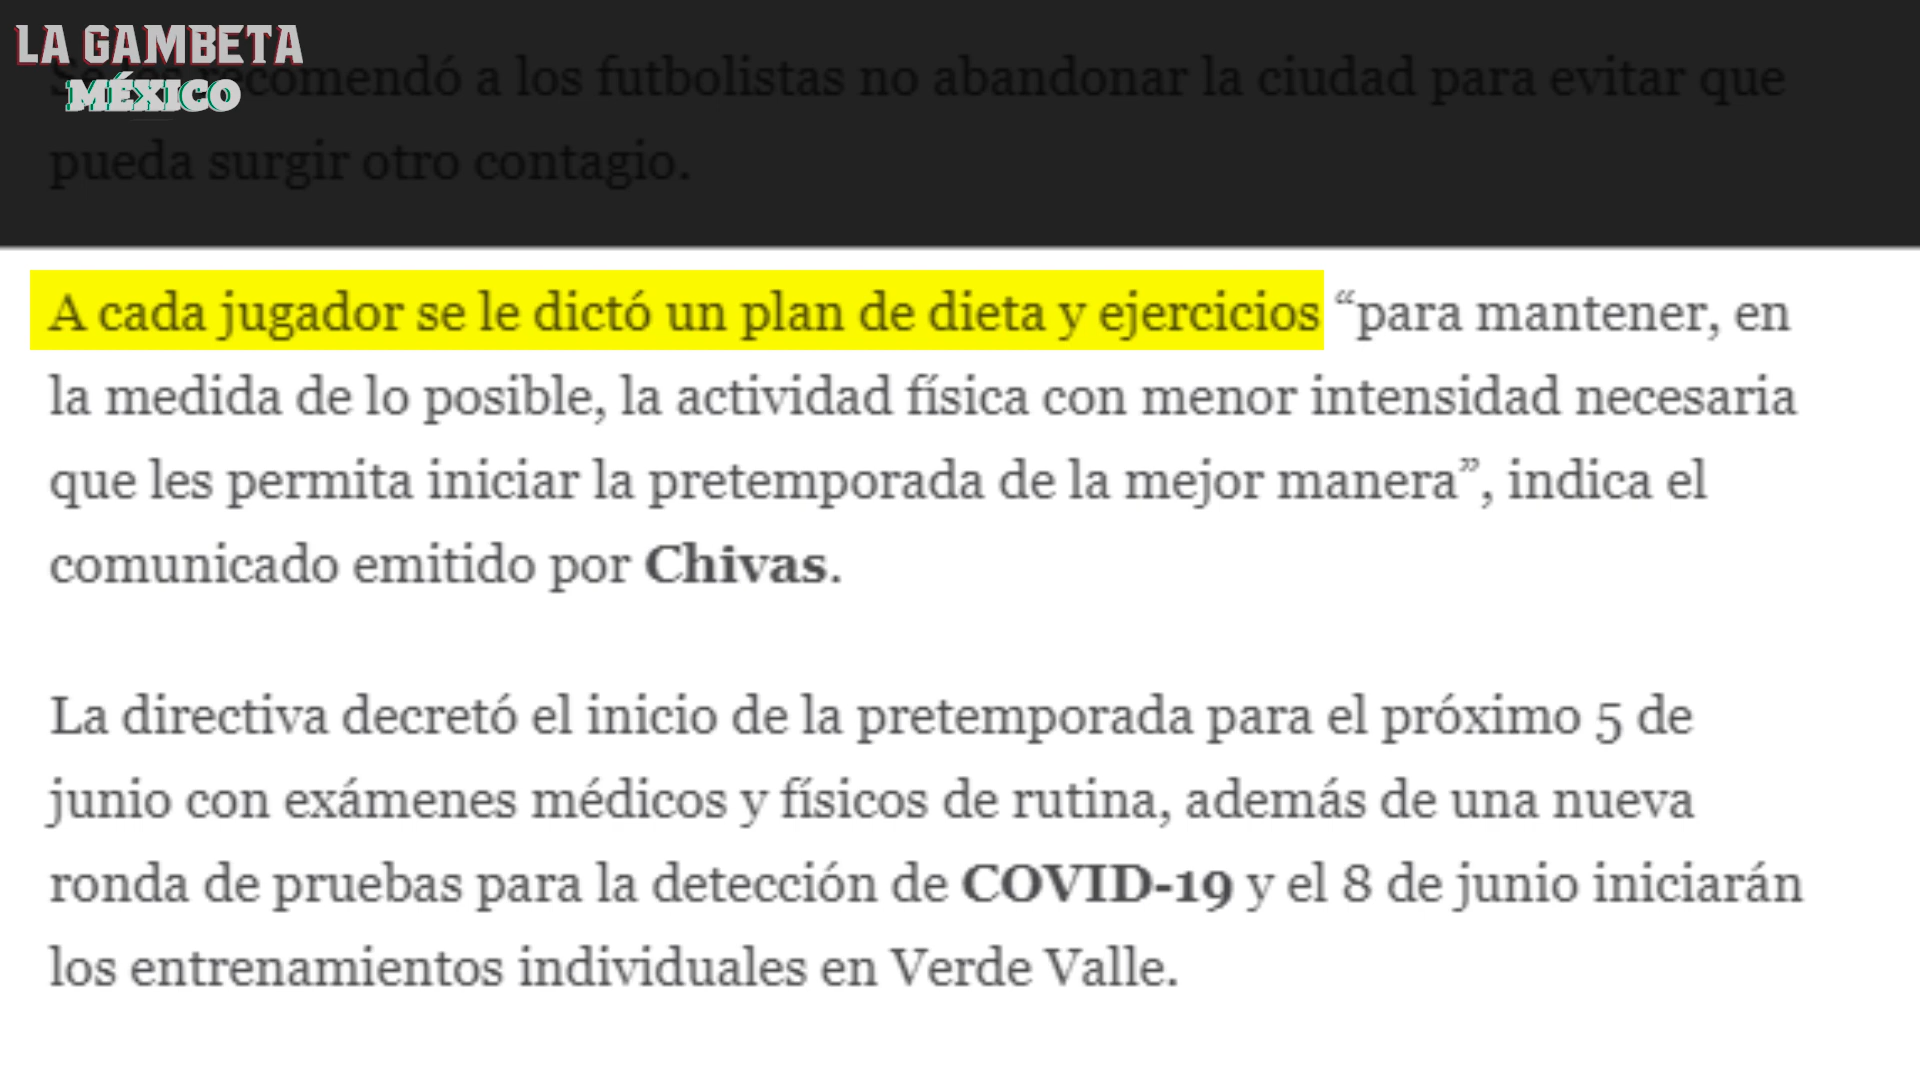 LA GAMBETA
MÉXICO
recomendó a los futbolistas no abandonar la ciudad para evitar que
pueda surgir otro contagio.
A cada jugador se le dictó un plan de dieta y ejercicios “para mantener, en
la medida de lo posible, la actividad física con menor intensidad necesaria
que les permita iniciar la pretemporada de la mejor manera”, indica el
comunicado emitido por Chivas.
La directiva decretó el inicio de la pretemporada para el próximo 5 de
junio con exámenes médicos y físicos de rutina, además de una nueva
ronda de pruebas para la detección de COVID-19 y el 8 de junio iniciarán
los entrenamientos individuales en Verde Valle.